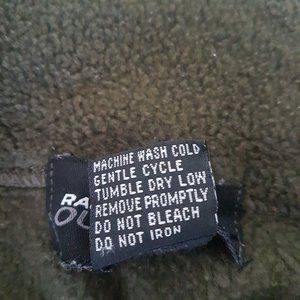 MACHINE WASH COLD
GENTLE CYCLE
TUMBLE DRY LOW
REMOVE PROMPTLY
DO NOT BLEACH
DO NOT IRON